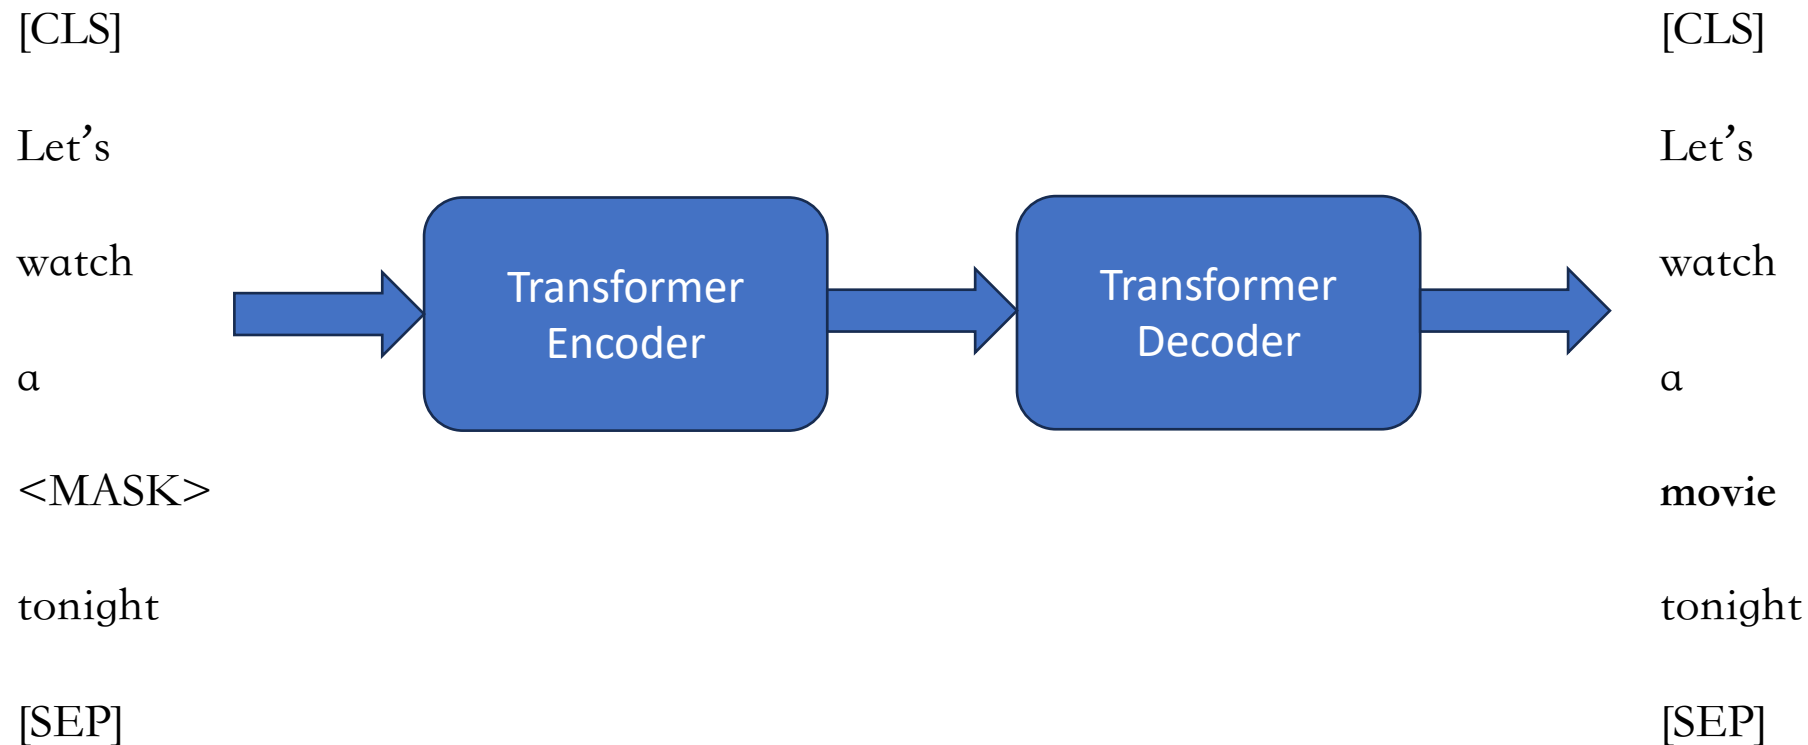 [CLS]
Let’s
watch
a
<MASK>
tonight
[SEP]
Transformer
Encoder
Transformer
Decoder
[CLS]
Let’s
watch
a
movie
tonight
[SEP]